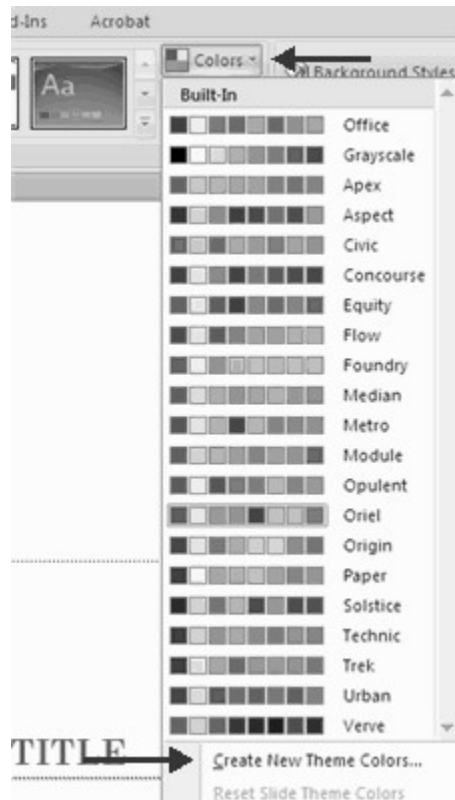 d-Ins Acrobat
Colors
Background Styles
Aa
Built-In
Office
Grayscale
Apex
Aspect
Civic
Concourse
Equity
Flow
Foundry
Median
Metro
Module
Opulent
Oriel
Origin
Paper
Solstice
Technic
Trek
Urban
Verve
TITLE
Create New Theme Colors...
Reset Slide Theme Colors